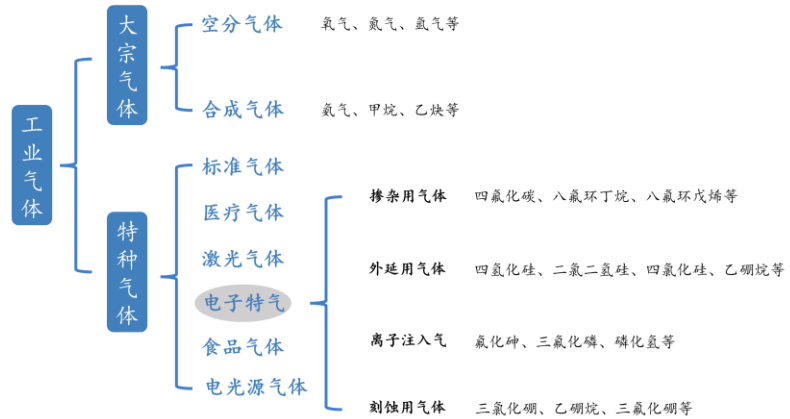 工业气体
大宗气体
空分气体 氧气、氮气、氩气等
合成气体 氨气、甲烷、乙炔等
特种气体
标准气体
医疗气体
激光气体
电子特气
食品气体
电光源气体
掺杂用气体 四氟化碳、八氟环丁烷、八氟环戊烯等
外延用气体 四氢化硅、二氯二氢硅、四氯化硅、乙硼烷等
离子注入气 氟化砷、三氟化磷、磷化氢等
刻蚀用气体 三氯化硼、乙硼烷、三氟化硼等